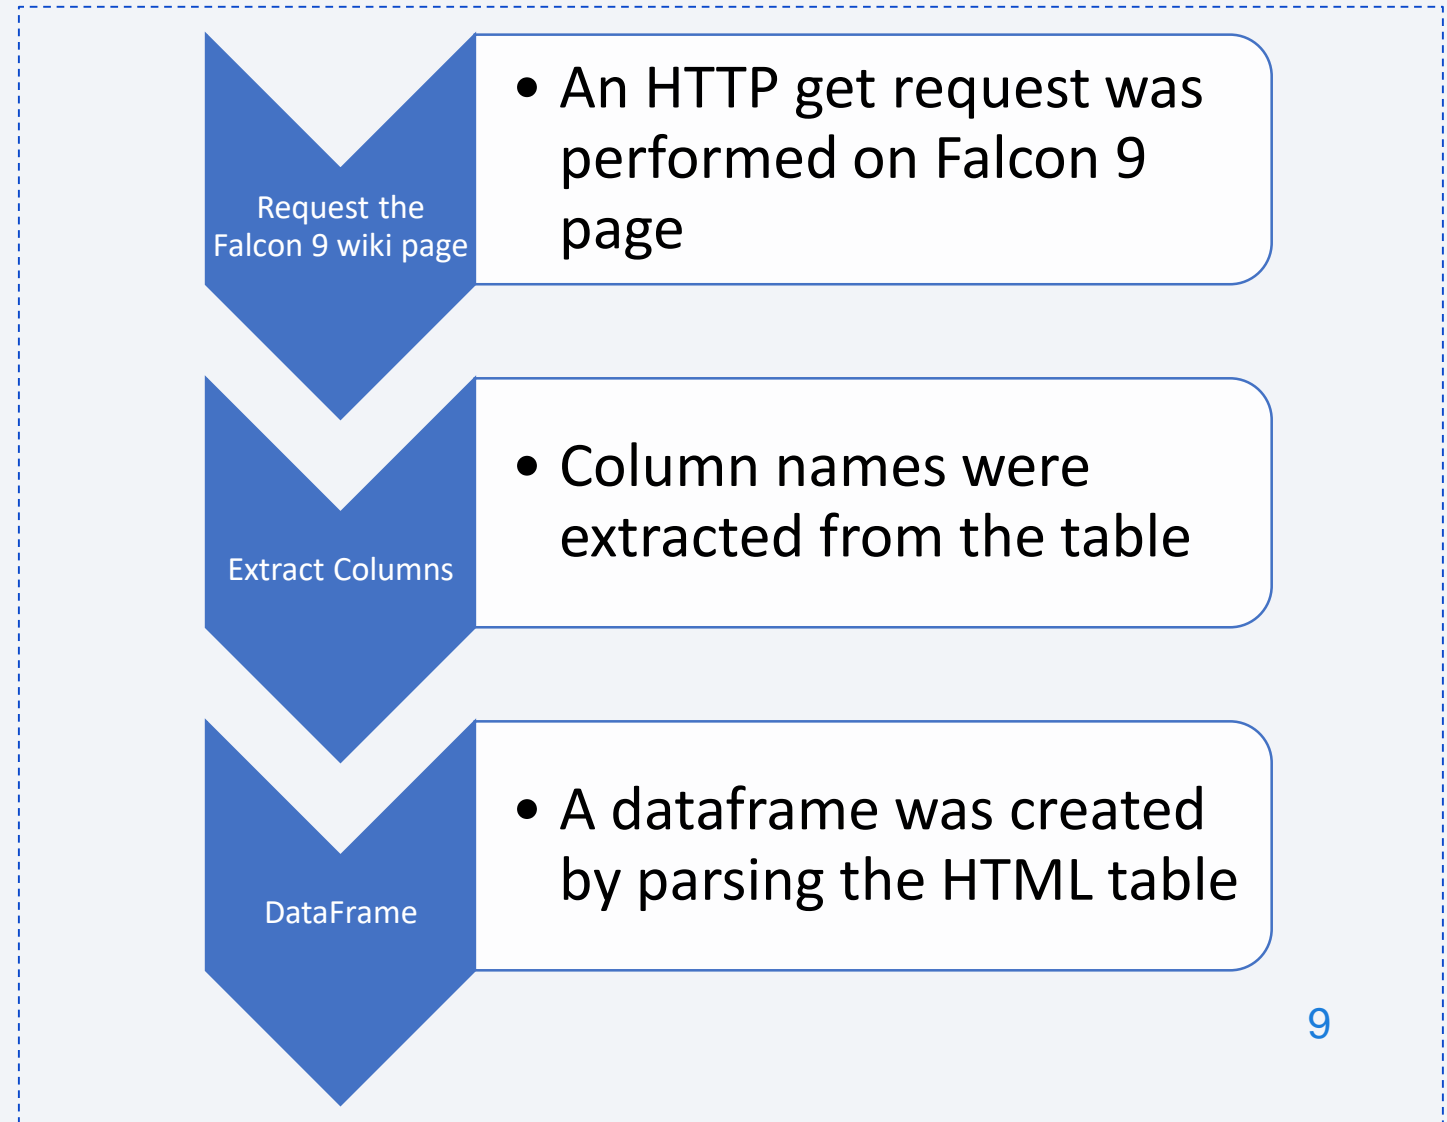 Request the
Falcon 9 wiki page
• An HTTP get request was
performed on Falcon 9
page
Extract Columns
• Column names were
extracted from the table
DataFrame
• A dataframe was created
by parsing the HTML table
9